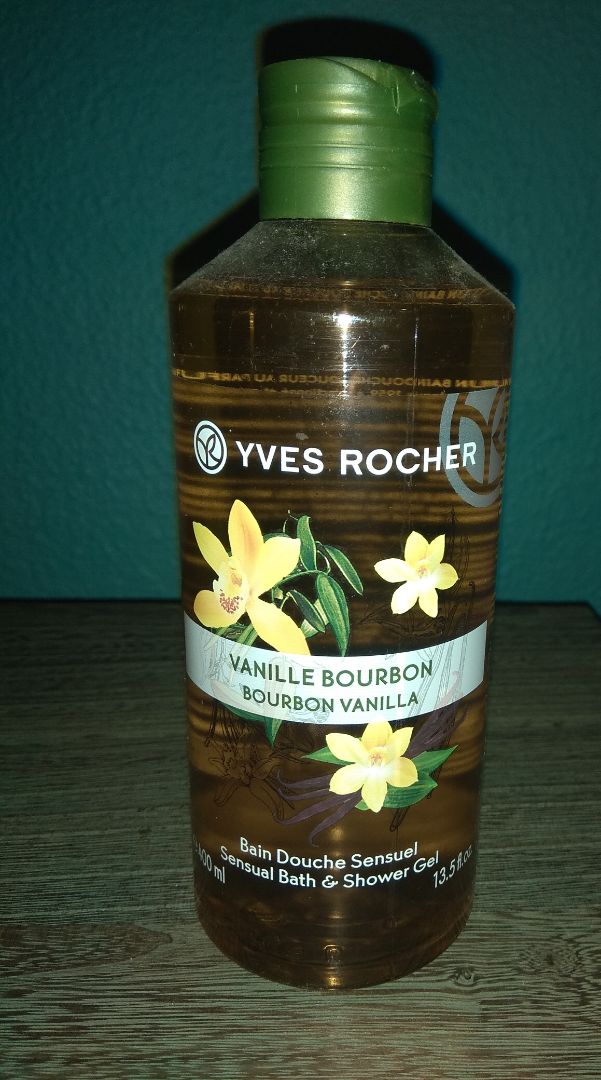 YVES ROCHER
VANILLE BOURBON
BOURBON VANILLA
Bain Douche Sensuel
Sensual Bath & Shower Gel
400 ml
13.5 fl.oz.